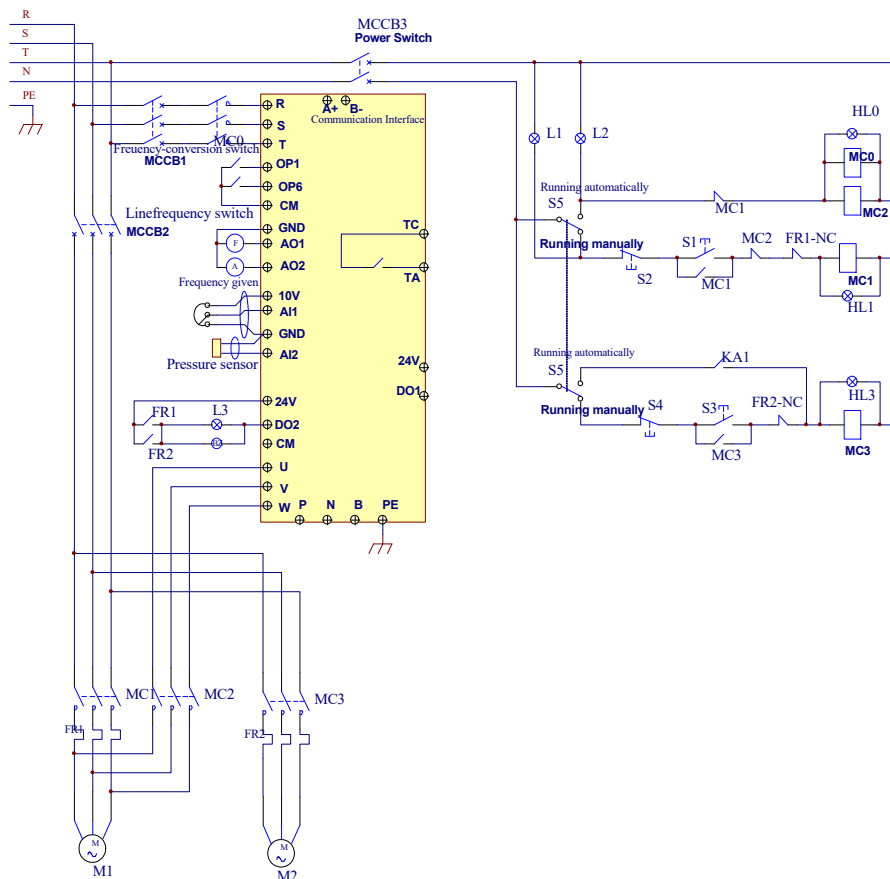 R
S
T
N
PE
MCCB3
Power Switch
R
A+ B-
S
Communication Interface
T
MC0
Freuency-conversion switch
MCCB1
OP1
OP6
CM
Linefrequency switch
MCCB2
GND
F
AO1
A
AO2
Frequency given
10V
AI1
GND
AI2
Pressure sensor
TC
TA
24V
DO1
24V
FR1
L3
DO2
BZ
FR2
CM
U
V
W
P
N
B
PE
L1
L2
HL0
MC0
MC2
Running automatically
S5
MC1
Running manually
S1
MC2
FR1-NC
S2
MC1
MC1
HL1
Running automatically
S5
KA1
HL3
Running manually
S4
S3
FR2-NC
MC3
MC3
MC1
MC2
MC3
FR1
FR2
M
M
M1
M2